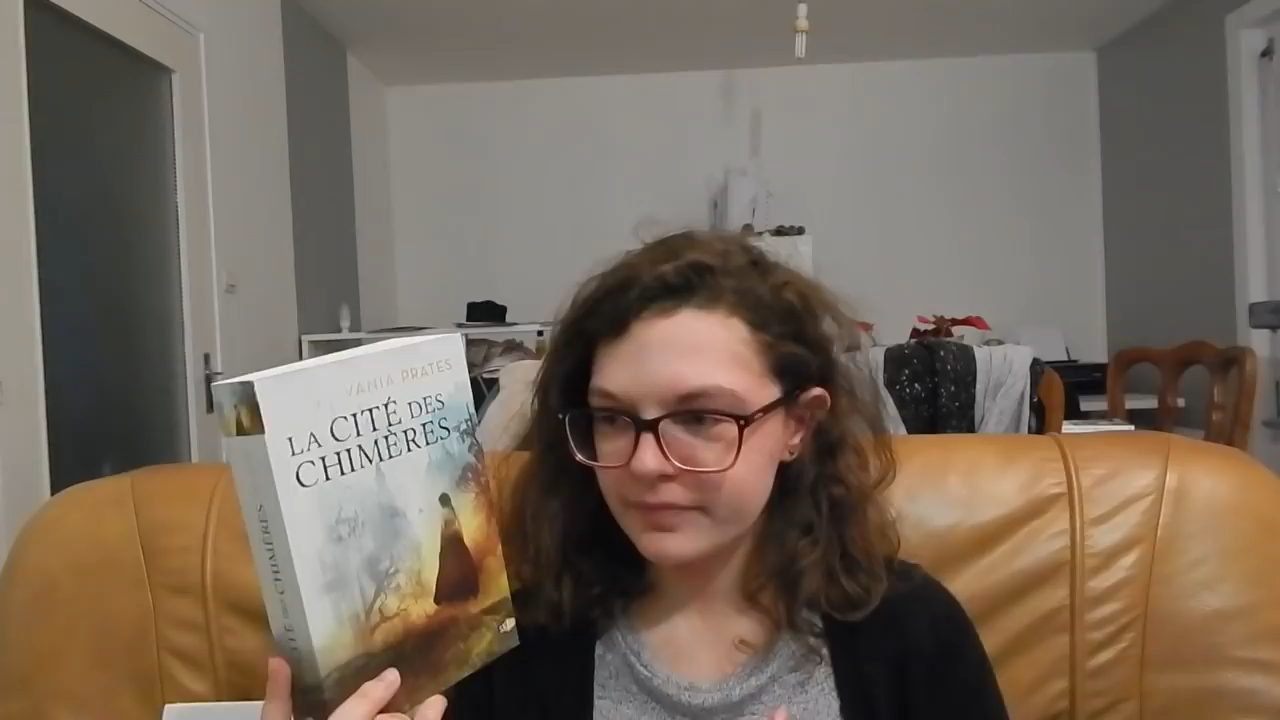 VANIA PRATES
LA CITÉ DES
CHIMÈRES
CITÉ DES CHIMÈRES